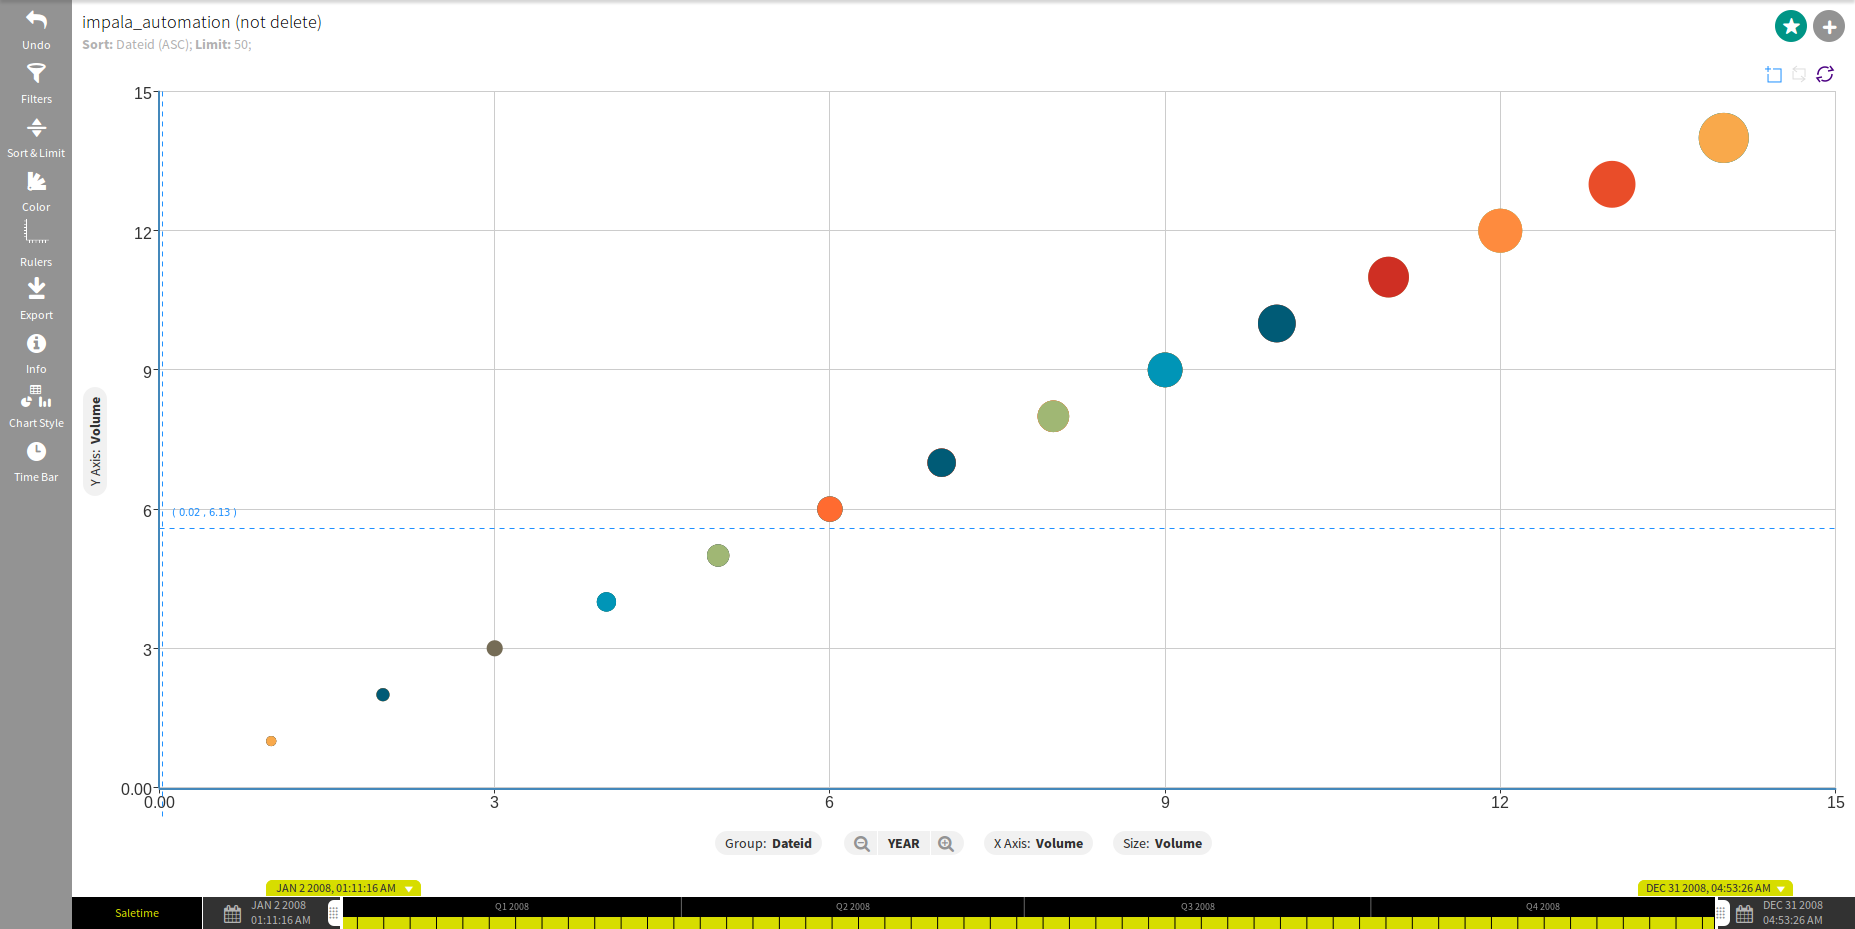 impala_automation (not delete)
Sort: Dateid (ASC); Limit: 50;
Undo
Filters
Sort & Limit
Color
Rulers
Export
Info
Chart Style
Time Bar
Y Axis: Volume
15
12
9
6
3
0.00
( 0.02 , 6.13 )
0.00 3 6 9 12 15
Group: Dateid YEAR X Axis: Volume Size: Volume
JAN 2 2008, 01:11:16 AM DEC 31 2008, 04:53:26 AM
Saletime
JAN 2 2008
01:11:16 AM
Q1 2008 Q2 2008 Q3 2008 Q4 2008
DEC 31 2008
04:53:26 AM